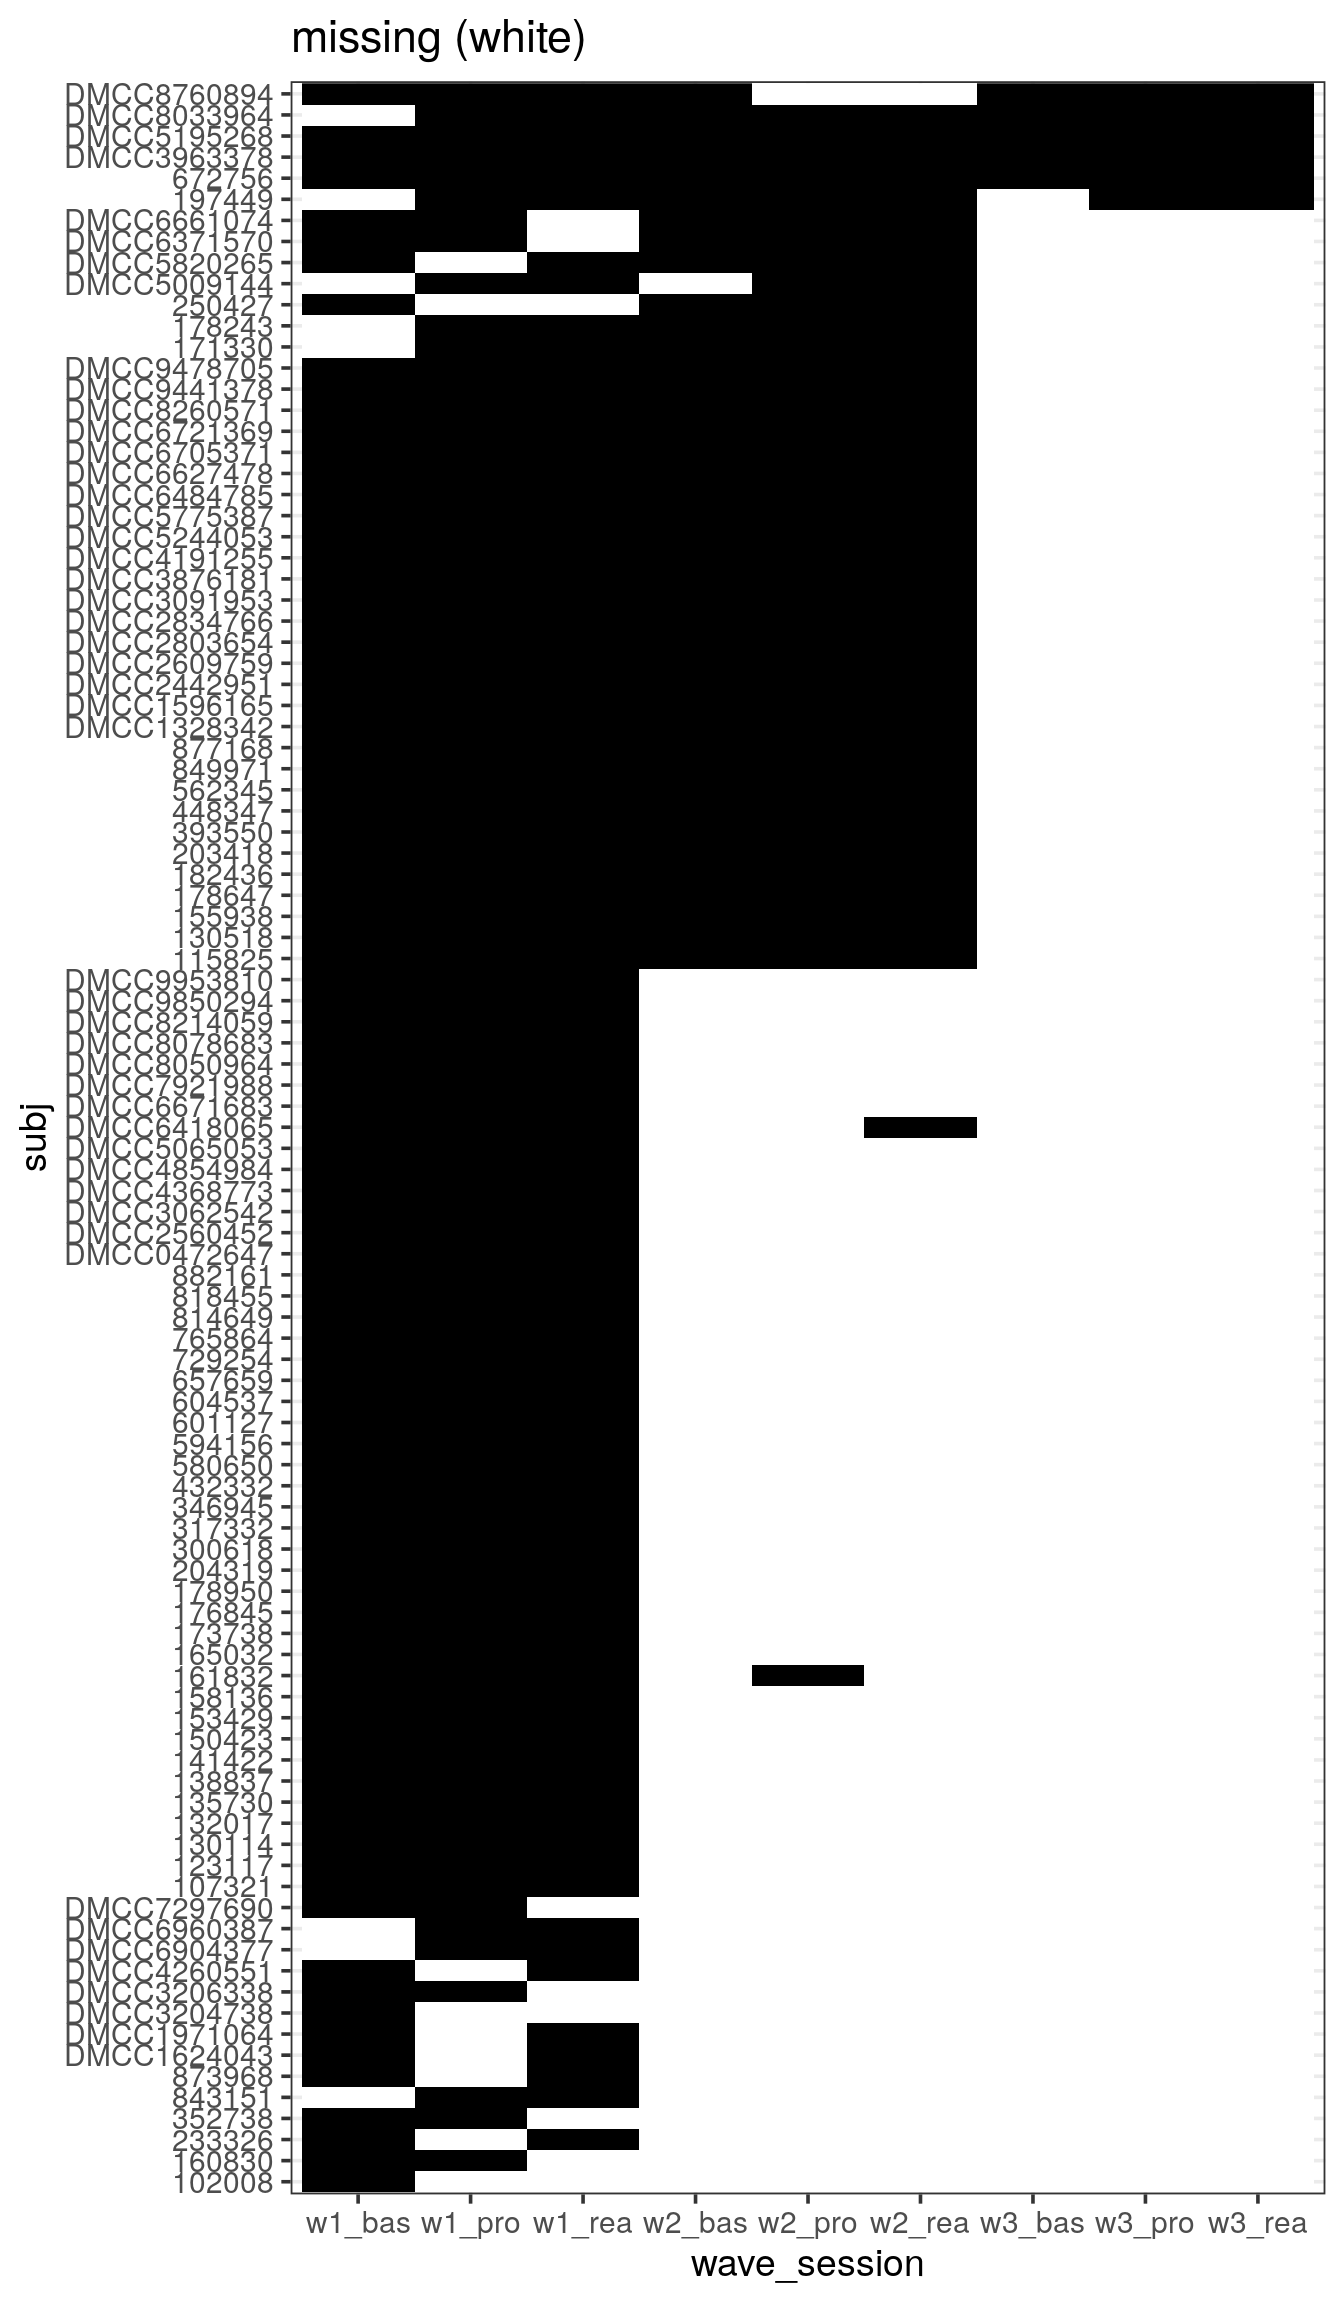 missing (white)
DMCC8760894
DMCC8033964
DMCC5195268
DMCC3963378
672756
197449
DMCC6661074
DMCC6371570
DMCC5820265
DMCC5009144
250427
178243
171330
DMCC9478705
DMCC9441378
DMCC8260571
DMCC6721369
DMCC6705371
DMCC6627478
DMCC6484785
DMCC5775387
DMCC5244053
DMCC4191255
DMCC3876181
DMCC3091953
DMCC2834766
DMCC2803654
DMCC2609759
DMCC2442951
DMCC1596165
DMCC1328342
877168
849971
562345
448347
393550
203418
182436
178647
155938
130518
115825
DMCC9953810
DMCC9850294
DMCC8214059
DMCC8078683
DMCC8050964
DMCC7921988
DMCC6671683
DMCC6418065
DMCC5065053
DMCC4854984
DMCC4368773
DMCC3062542
DMCC2560452
DMCC0472647
882161
818455
814649
765864
729254
657659
604537
601127
594156
580650
432332
346945
317332
300618
204319
178950
176845
173738
165032
161832
158136
153429
150423
141422
138837
135730
132017
130114
123117
107321
DMCC7297690
DMCC6960387
DMCC6904377
DMCC4260551
DMCC3206338
DMCC3204738
DMCC1971064
DMCC1624043
873968
843151
352738
233326
160830
102008
subj
w1_bas w1_pro w1_rea w2_bas w2_pro w2_rea w3_bas w3_pro w3_rea
wave_session